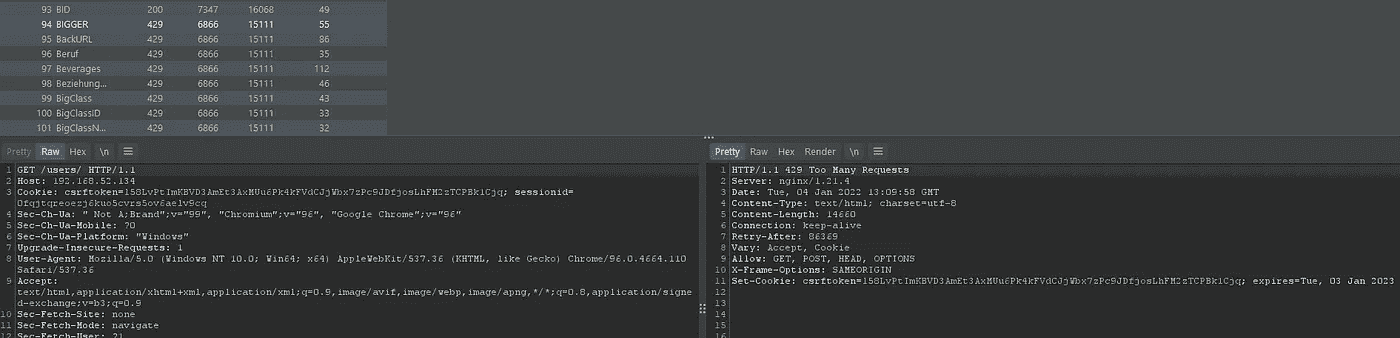 93 BID 200 7347 16068 49
94 BIGGER 429 6866 15111 55
95 BackURL 429 6866 15111 86
96 Beruf 429 6866 15111 35
97 Beverages 429 6866 15111 112
98 Beziehung... 429 6866 15111 46
99 BigClass 429 6866 15111 43
100 BigClassID 429 6866 15111 33
101 BigClassN... 429 6866 15111 32
Pretty Raw Hex \n
1 GET /users/ HTTP/1.1
2 Host: 192.168.52.134
3 Cookie: sessionid=
4 Sec-Ch-Ua: " Not A;Brand";v="99", "Chromium";v="96", "Google Chrome";v="96"
5 Sec-Ch-Ua-Mobile: ?0
6 Sec-Ch-Ua-Platform: "Windows"
7 Upgrade-Insecure-Requests: 1
8 User-Agent: Mozilla/5.0 (Windows NT 10.0; Win64; x64) AppleWebKit/537.36 (KHTML, like Gecko) Chrome/96.0.4664.110
Safari/537.36
9 Accept:
text/html,application/xhtml+xml,application/xml;q=0.9,image/avif,image/webp,image/apng,*/*;q=0.8,application/signe
d-exchange;v=b3;q=0.9
10 Sec-Fetch-Site: none
11 Sec-Fetch-Mode: navigate
12 Sec-Fetch-User: ?1
Pretty Raw Hex Render \n
1 HTTP/1.1 429 Too Many Requests
2 Server: nginx/1.21.4
3 Date: Tue, 04 Jan 2022 13:09:58 GMT
4 Content-Type: text/html; charset=utf-8
5 Content-Length: 14660
6 Connection: keep-alive
7 Retry-After: 86369
8 Vary: Accept, Cookie
9 Allow: GET, POST, HEAD, OPTIONS
10 X-Frame-Options: SAMEORIGIN
11 Set-Cookie: expires=Tue, 03 Jan 2023
12
13
14
15
16